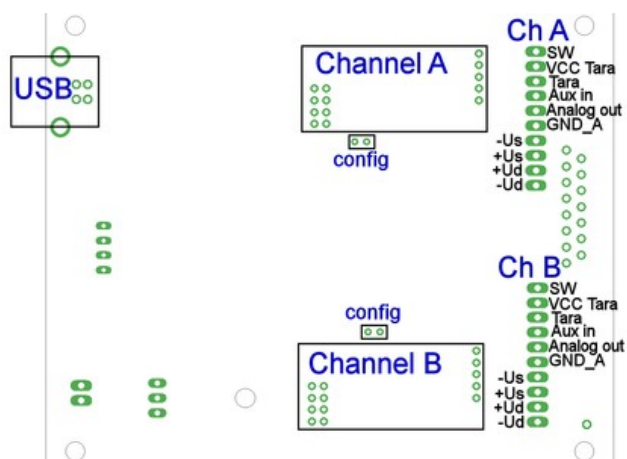 USB
Channel A
config
Ch A
SW
VCC Tara
Tara
Aux in
Analog out
GND_A
-Us
+Us
+Ud
-Ud
config
Channel B
Ch B
SW
VCC Tara
Tara
Aux in
Analog out
GND_A
-Us
+Us
+Ud
-Ud